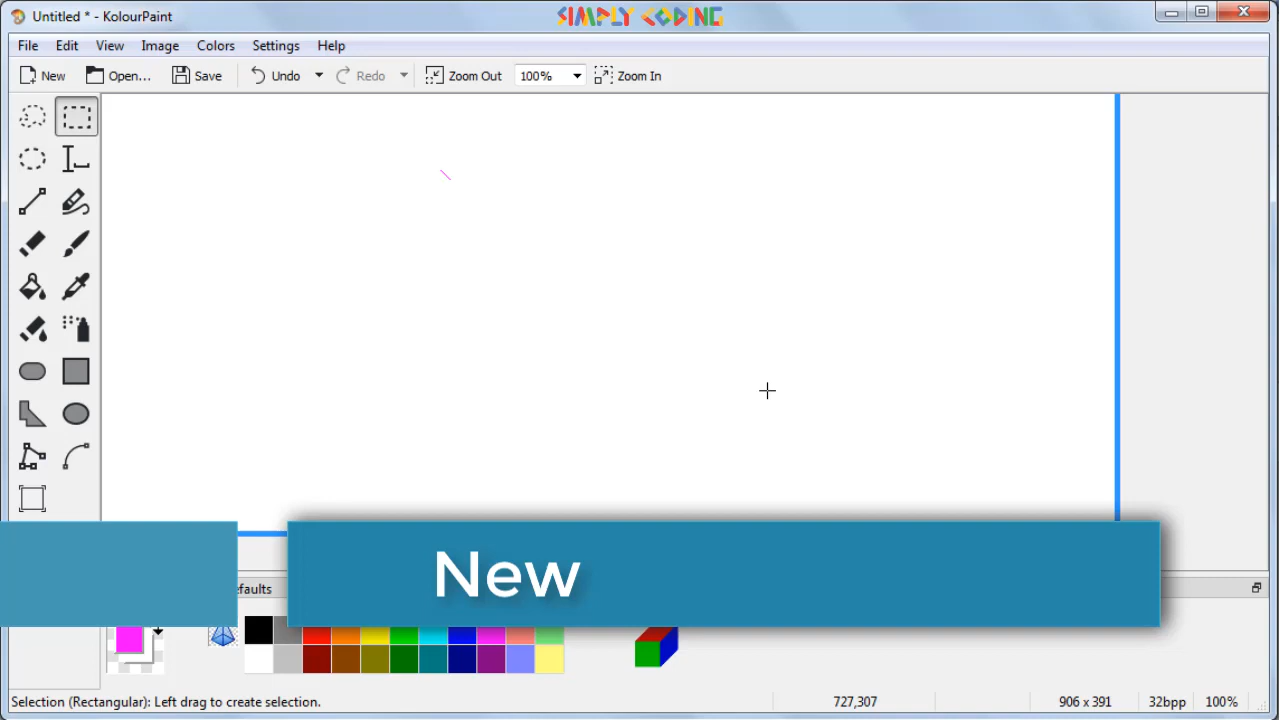 Untitled * - KolourPaint
SIMPLY CODING
File Edit View Image Colors Settings Help
New Open... Save Undo Redo Zoom Out 100% Zoom In
New
efaults
Selection (Rectangular): Left drag to create selection. 727,307 906 x 391 32bpp 100%